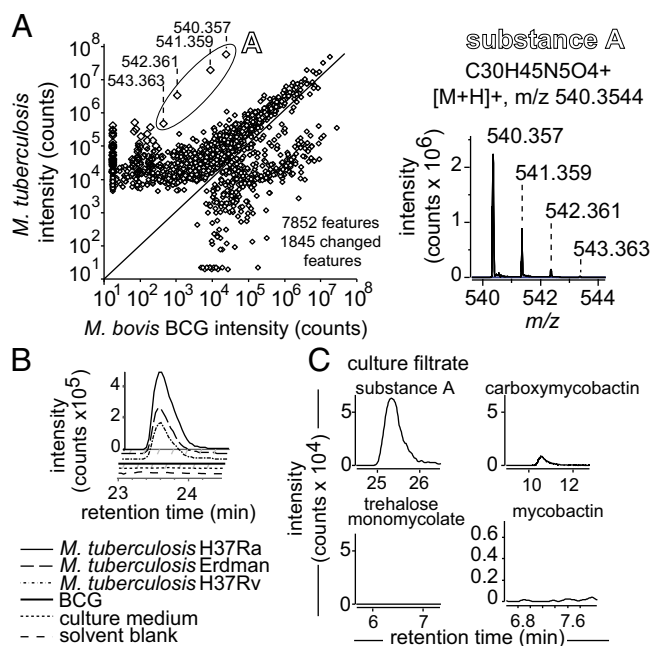 A
10^8
10^7
10^6
10^5
10^4
10^3
10^2
10^1
M. tuberculosis
intensity (counts)
540.357
541.359
542.361
543.363
A
7852 features
1845 changed
features
10^1 10^2 10^3 10^4 10^5 10^6 10^7 10^8
M. bovis BCG intensity (counts)
substance A
C30H45N5O4+
[M+H]+, m/z 540.3544
intensity
(counts x 10^6)
2
1
0
540.357
541.359
542.361
543.363
540 542 544
m/z
B
intensity
(counts x10^5)
4
2
0
23 24
retention time (min)
M. tuberculosis H37Ra
M. tuberculosis Erdman
M. tuberculosis H37Rv
BCG
culture medium
solvent blank
C
culture filtrate
intensity
(counts x 10^4)
substance A
5
0
25 26
carboxymycobactin
5
0
10 12
trehalose
monomycolate
5
0
6 7
mycobactin
0.6
0.4
0.2
0
6.8 7.6
retention time (min)